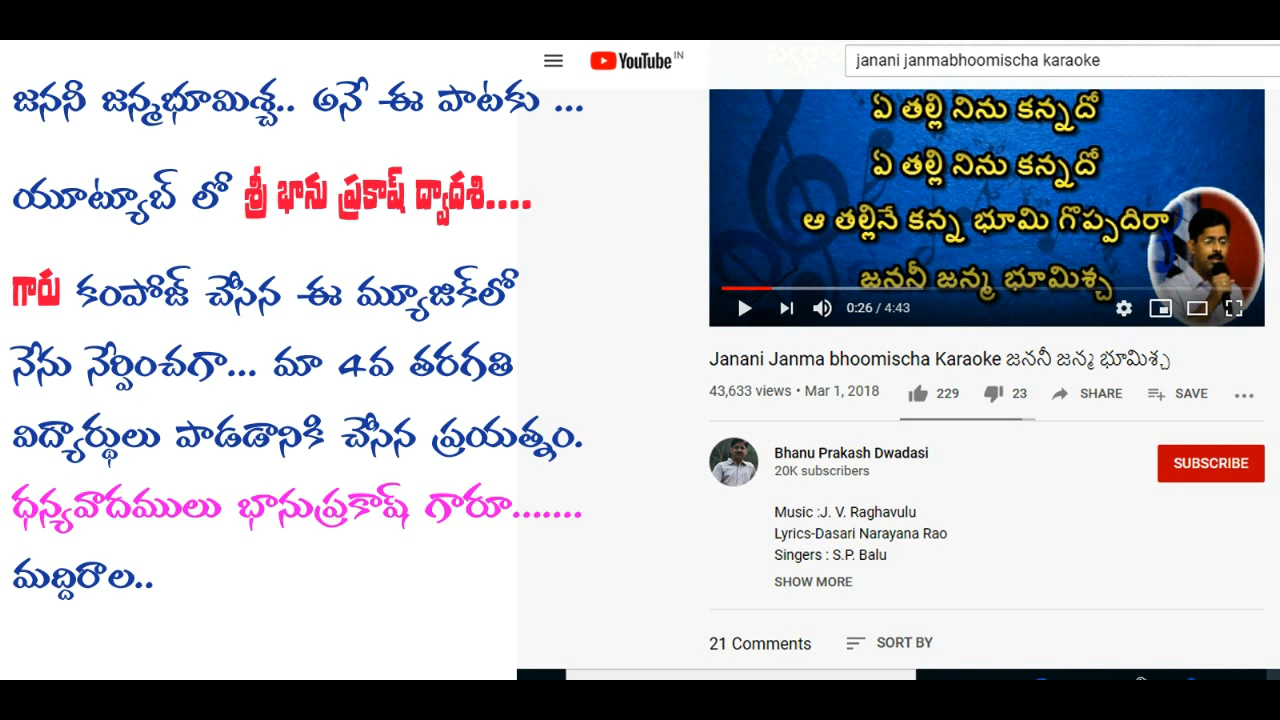 జననీ జన్మభూమిశ్చ.. అనే ఈ పాటకు ...
యూట్యూబ్ లో శ్రీ భాను ప్రకాష్ ద్వాదశి....
గారు కంపోజ్ చేసిన ఈ మ్యూజిక్‌లో
నేను నేర్పించగా... మా 4వ తరగతి
విద్యార్థులు పాడడానికి చేసిన ప్రయత్నం.
ధన్యవాదములు భానుప్రకాష్ గారూ.......
మద్దిరాల..
YouTube IN
janani janmabhoomischa karaoke
ఏ తల్లి నిను కన్నదో
ఏ తల్లి నిను కన్నదో
ఆ తల్లినే కన్న భూమి గొప్పదిరా
జననీ జన్మ భూమిశ్చ
0:26 / 4:43
Janani Janma bhoomischa Karaoke జననీ జన్మ భూమిశ్చ
43,633 views • Mar 1, 2018 229 23 SHARE SAVE ...
Bhanu Prakash Dwadasi
20K subscribers
SUBSCRIBE
Music :J. V. Raghavulu
Lyrics-Dasari Narayana Rao
Singers : S.P. Balu
SHOW MORE
21 Comments SORT BY